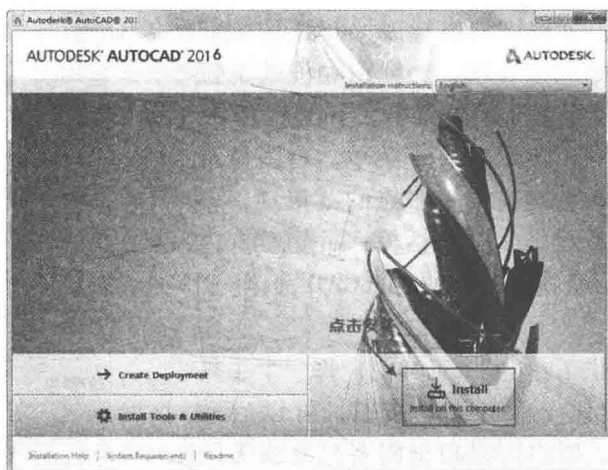 Autodesk® AutoCAD® 201
AUTODESK® AUTOCAD® 2016
AUTODESK.
Installation instructions: English
点击安装
Create Deployment
Install
Install on this computer
Install Tools & Utilities
Installation Help | System Requirements | Readme